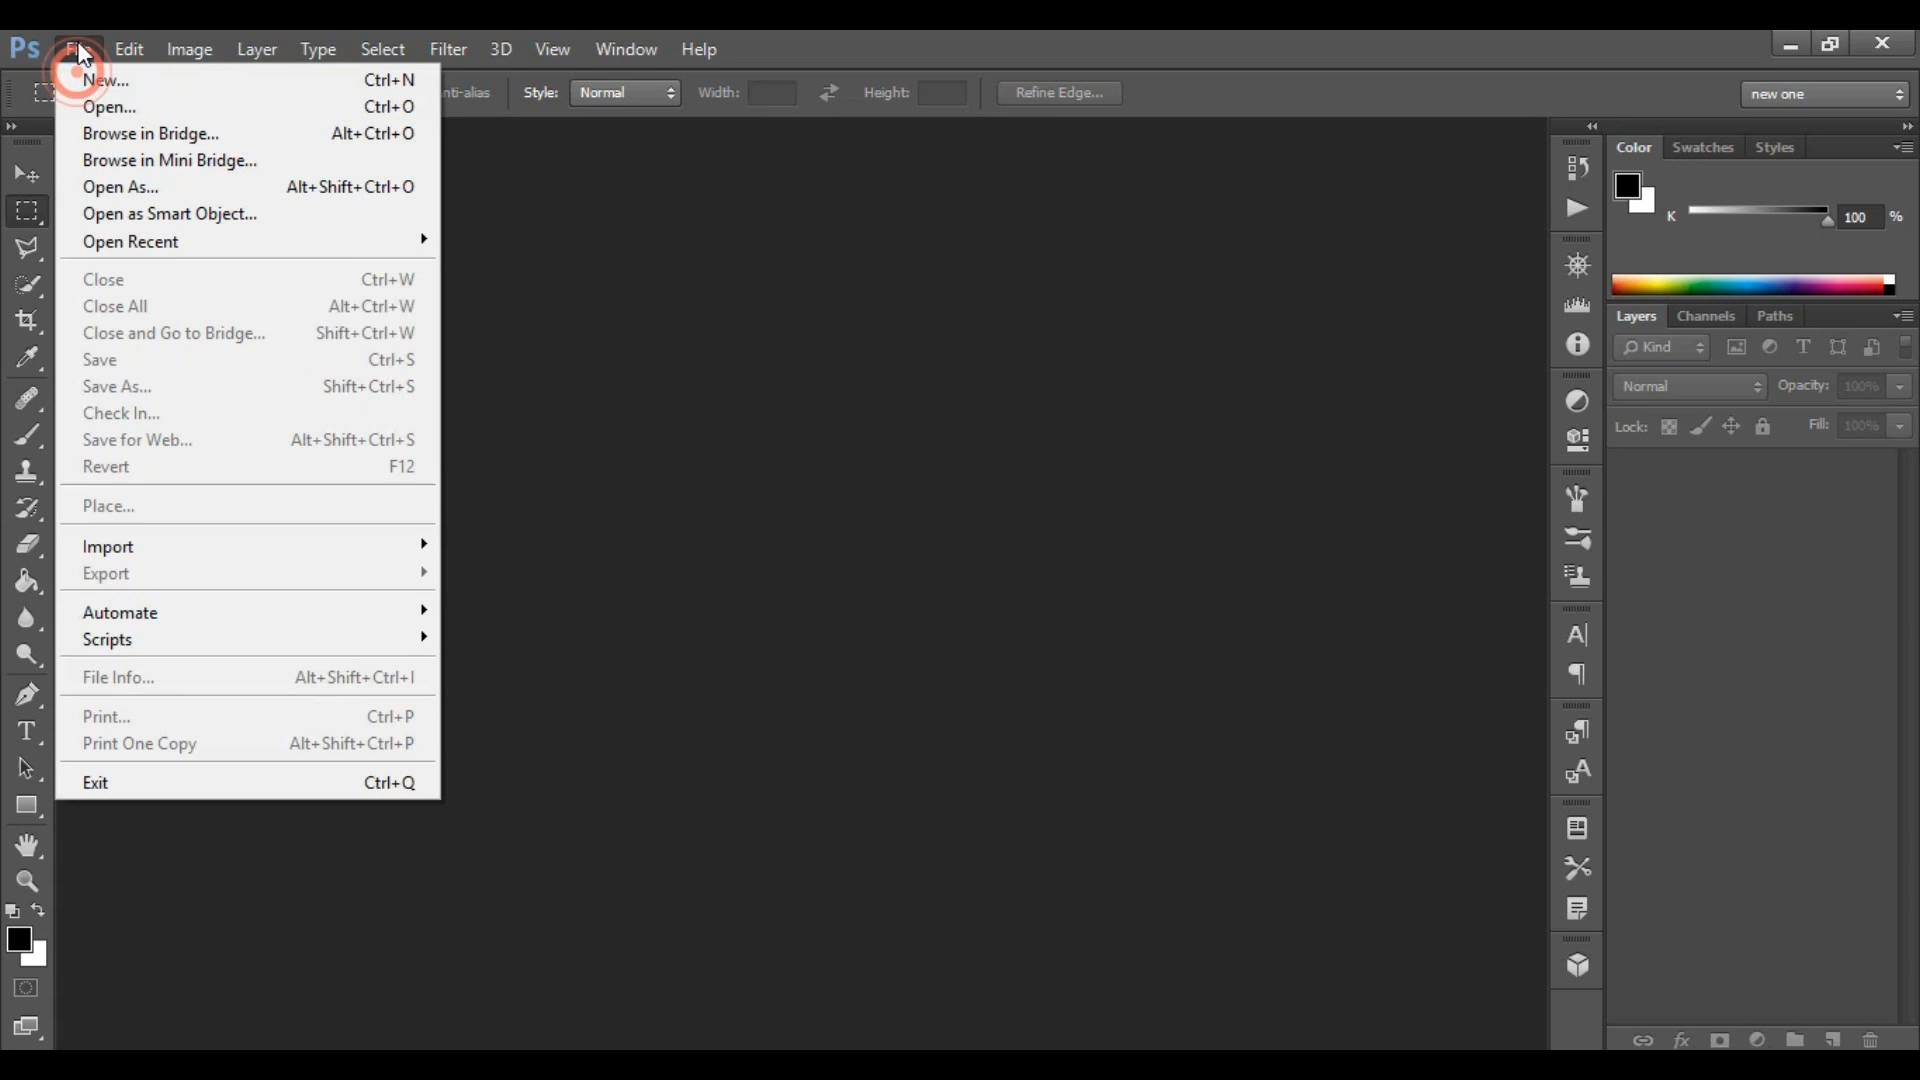 Ps File Edit Image Layer Type Select Filter 3D View Window Help
nti-alias Style: Normal Width: Height: Refine Edge... new one
New... Ctrl+N
Open... Ctrl+O
Browse in Bridge... Alt+Ctrl+O
Browse in Mini Bridge...
Open As... Alt+Shift+Ctrl+O
Open as Smart Object...
Open Recent
Close Ctrl+W
Close All Alt+Ctrl+W
Close and Go to Bridge... Shift+Ctrl+W
Save Ctrl+S
Save As... Shift+Ctrl+S
Check In...
Save for Web... Alt+Shift+Ctrl+S
Revert F12
Place...
Import
Export
Automate
Scripts
File Info... Alt+Shift+Ctrl+I
Print... Ctrl+P
Print One Copy Alt+Shift+Ctrl+P
Exit Ctrl+Q
Color Swatches Styles
K 100 %
Layers Channels Paths
Kind
Normal Opacity: 100%
Lock: Fill: 100%